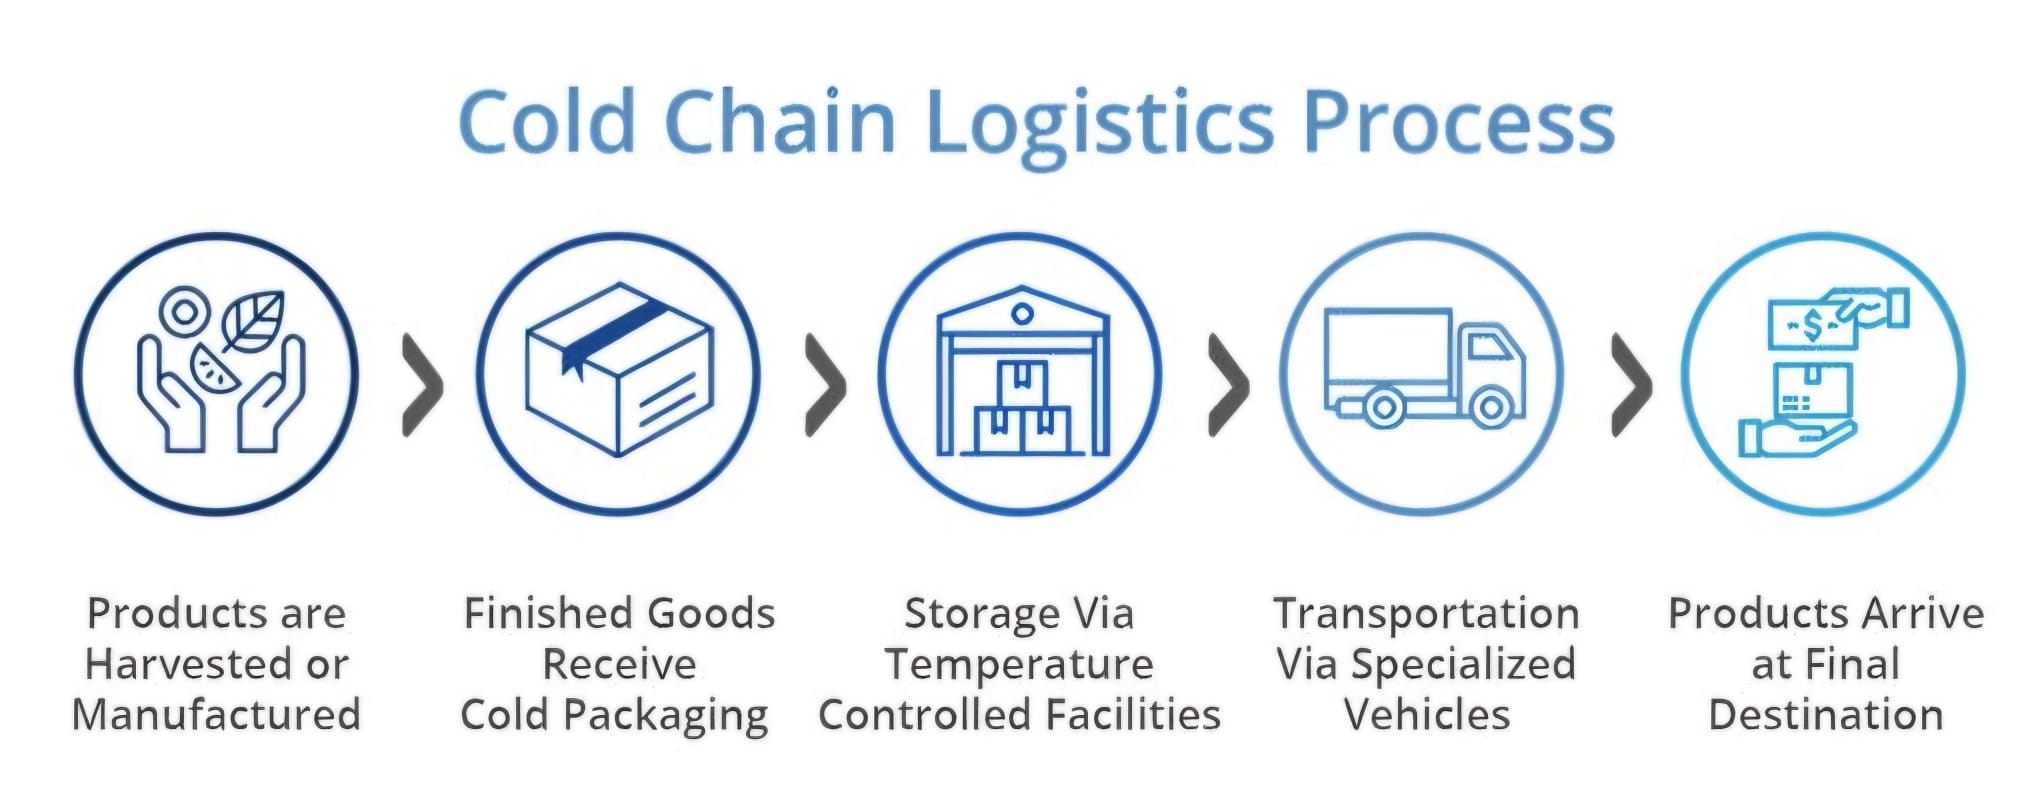 Cold Chain Logistics Process
$
Products are
Harvested or
Manufactured
Finished Goods
Receive
Cold Packaging
Storage Via
Temperature
Controlled Facilities
Transportation
Via Specialized
Vehicles
Products Arrive
at Final
Destination